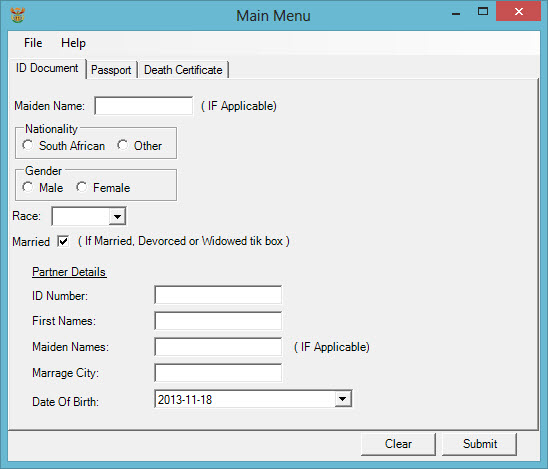 Main Menu
File Help
ID Document Passport Death Certificate
Maiden Name: ( IF Applicable)
Nationality
South African Other
Gender
Male Female
Race:
Married ( If Married, Devorced or Widowed tik box )
Partner Details
ID Number:
First Names:
Maiden Names: ( IF Applicable)
Marrage City:
Date Of Birth: 2013-11-18
Clear Submit